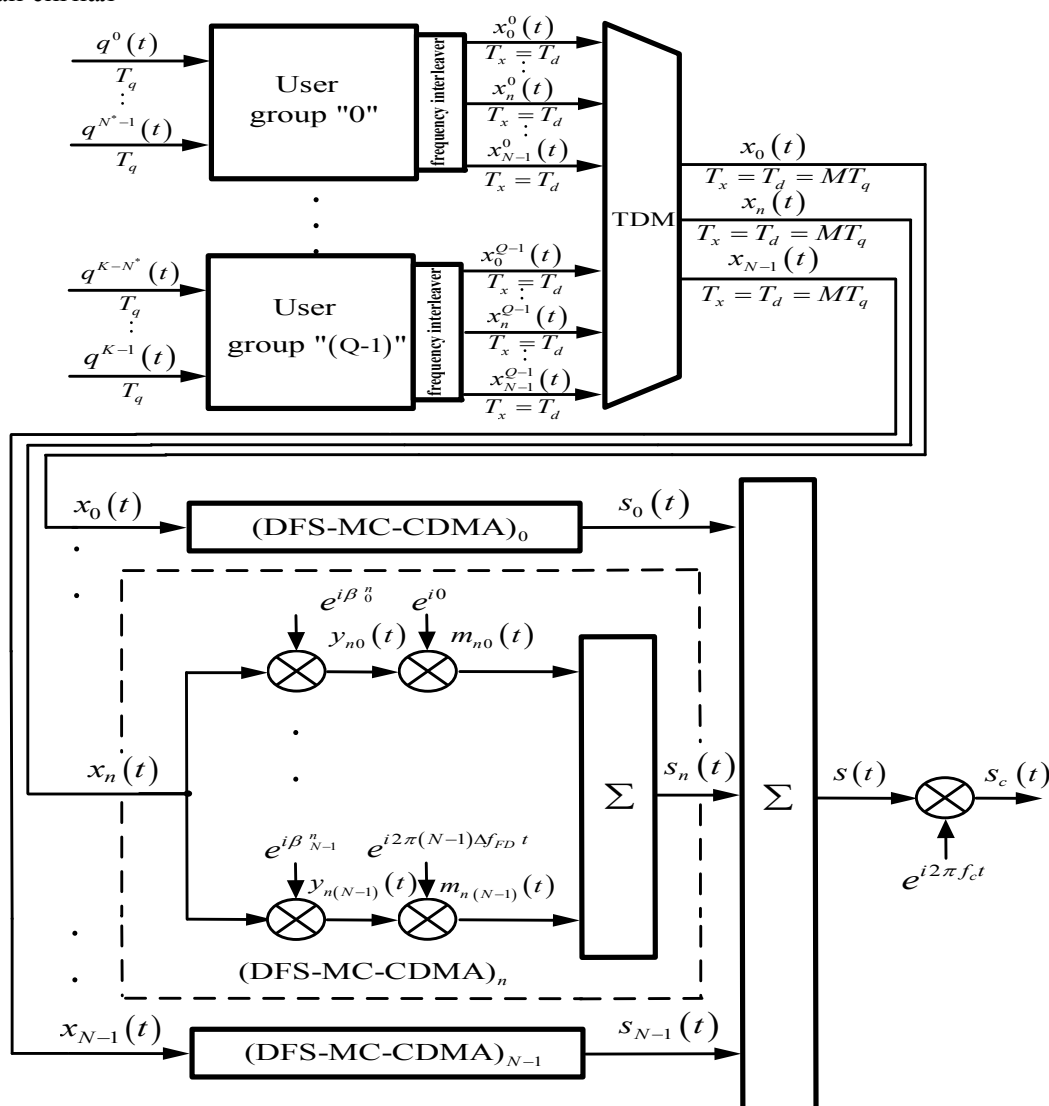 q^0(t)
T_q
⋮
q^{N^*-1}(t)
T_q
User
group "0"
frequency interleaver
x_0^0(t)
T_x = T_d
⋮
x_n^0(t)
T_x = T_d
⋮
x_{N-1}^0(t)
T_x = T_d
q^{K-N^*}(t)
T_q
⋮
q^{K-1}(t)
T_q
User
group "(Q-1)"
frequency interleaver
x_0^{Q-1}(t)
T_x = T_d
⋮
x_n^{Q-1}(t)
T_x = T_d
⋮
x_{N-1}^{Q-1}(t)
T_x = T_d
TDM
x_0(t)
T_x = T_d = MT_q
x_n(t)
T_x = T_d = MT_q
x_{N-1}(t)
T_x = T_d = MT_q
x_0(t)
(DFS-MC-CDMA)_0
s_0(t)
e^{iβ_0^n}
e^{i0}
y_{n0}(t)
m_{n0}(t)
x_n(t)
Σ
s_n(t)
Σ
s(t)
s_c(t)
e^{i2πf_ct}
e^{iβ_{N-1}^n}
e^{i2π(N-1)Δf_{FD} t}
y_{n(N-1)}(t)
m_{n(N-1)}(t)
(DFS-MC-CDMA)_n
x_{N-1}(t)
(DFS-MC-CDMA)_{N-1}
s_{N-1}(t)